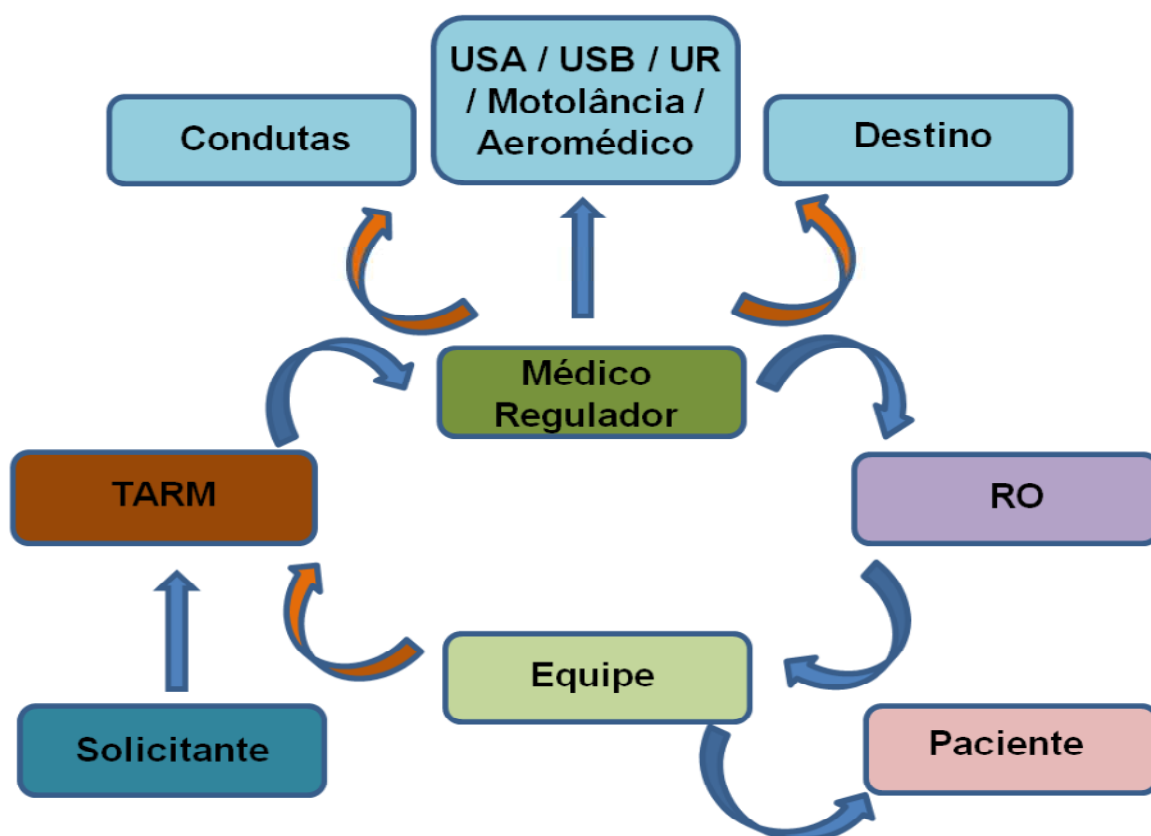 USA / USB / UR
/ Motolância /
Aeromédico
Condutas
Destino
Médico
Regulador
TARM
RO
Equipe
Solicitante
Paciente